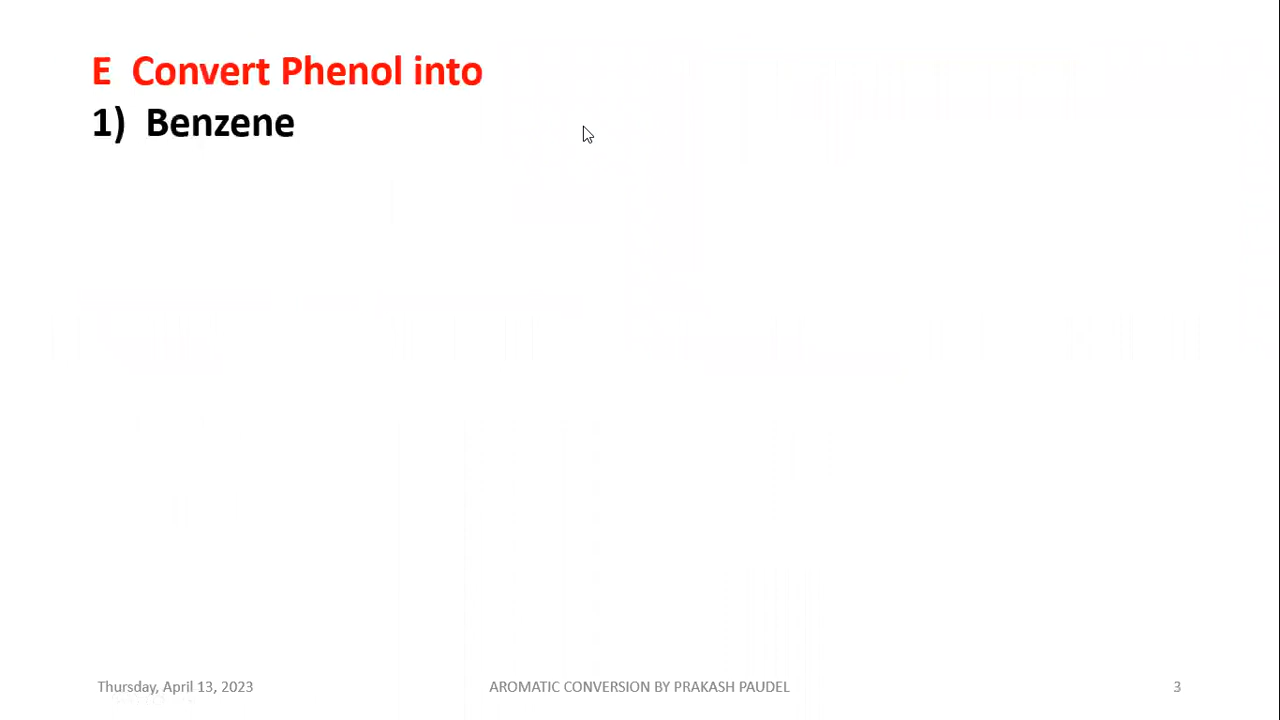 E Convert Phenol into
1) Benzene
Thursday, April 13, 2023
AROMATIC CONVERSION BY PRAKASH PAUDEL
3